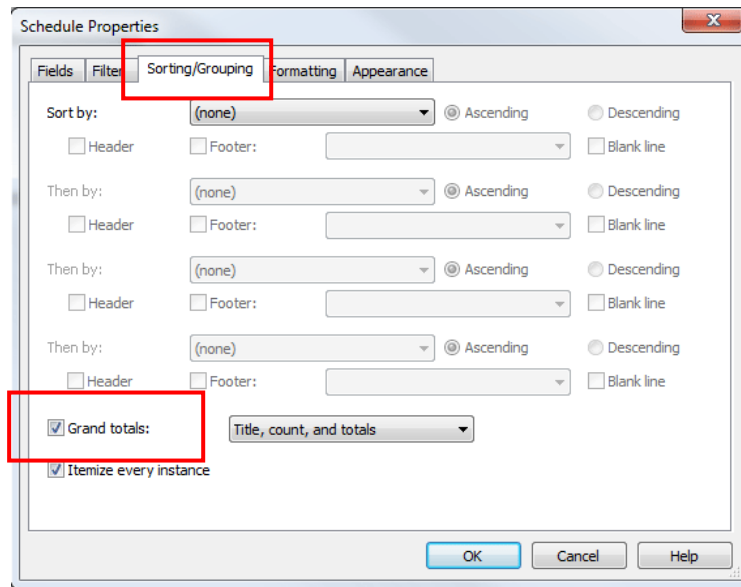 Schedule Properties
Fields Filter Sorting/Grouping Formatting Appearance
Sort by: (none) Ascending Descending
Header Footer: Blank line
Then by: (none) Ascending Descending
Header Footer: Blank line
Then by: (none) Ascending Descending
Header Footer: Blank line
Then by: (none) Ascending Descending
Header Footer: Blank line
Grand totals: Title, count, and totals
Itemize every instance
OK Cancel Help